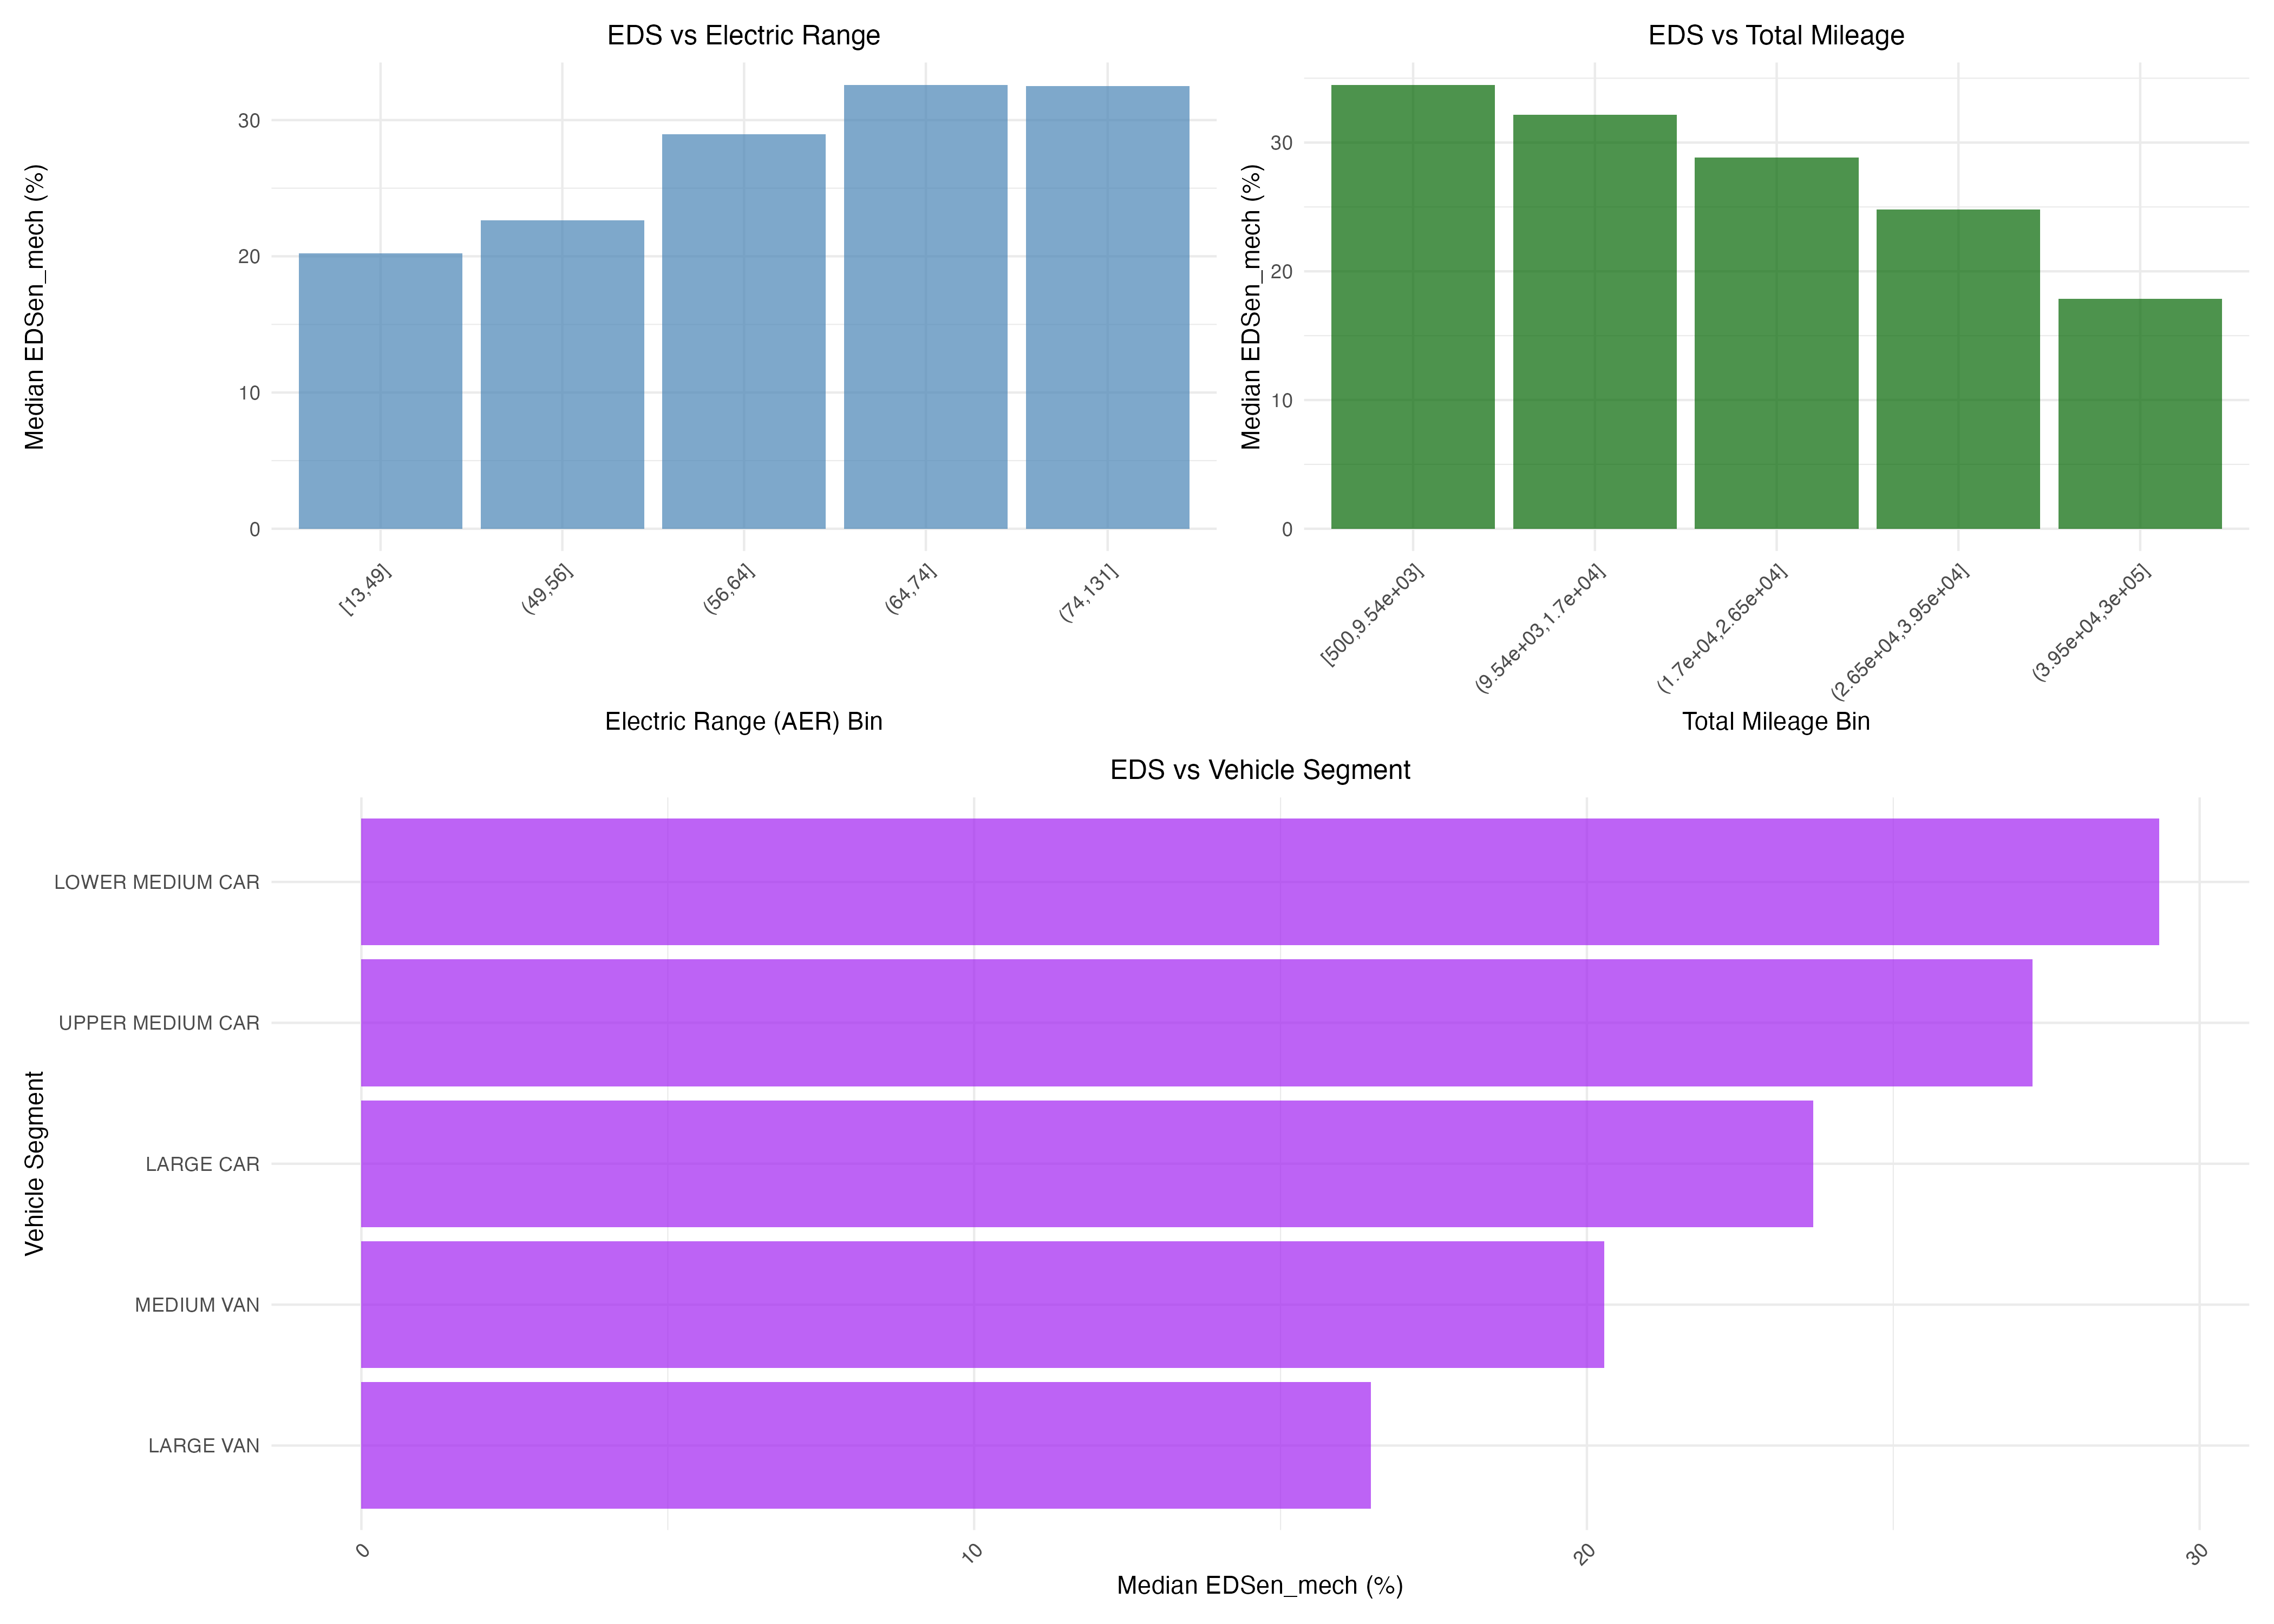 EDS vs Electric Range
Median EDSen_mech (%)
30
20
10
0
[13,49]
(49,56]
(56,64]
(64,74]
(74,131]
Electric Range (AER) Bin
EDS vs Total Mileage
Median EDSen_mech (%)
30
20
10
0
[500,9.54e+03]
(9.54e+03,1.7e+04]
(1.7e+04,2.65e+04]
(2.65e+04,3.95e+04]
(3.95e+04,3e+05]
Total Mileage Bin
EDS vs Vehicle Segment
Vehicle Segment
LOWER MEDIUM CAR
UPPER MEDIUM CAR
LARGE CAR
MEDIUM VAN
LARGE VAN
0
10
20
30
Median EDSen_mech (%)